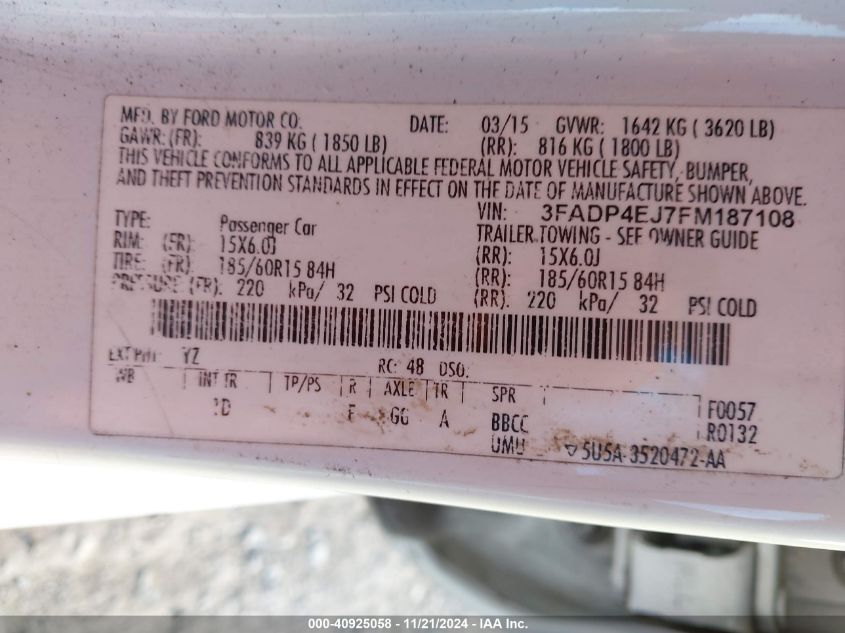 MFD. BY FORD MOTOR CO. DATE: 03/15 GVWR: 1642 KG ( 3620 LB)
GAWR: (FR): 839 KG ( 1850 LB) (RR): 816 KG ( 1800 LB)
THIS VEHICLE CONFORMS TO ALL APPLICABLE FEDERAL MOTOR VEHICLE SAFETY, BUMPER,
AND THEFT PREVENTION STANDARDS IN EFFECT ON THE DATE OF MANUFACTURE SHOWN ABOVE.
VIN: 3FADP4EJ7FM187108
TYPE: Passenger Car TRAILER TOWING - SEE OWNER GUIDE
RIM: (FR): 15X6.0J (RR): 15X6.0J
TIRE: (FR): 185/60R15 84H (RR): 185/60R15 84H
PRESSURE (FR): 220 kPa/ 32 PSI COLD (RR): 220 kPa/ 32 PSI COLD
EXT PNT: YZ RC: 48 DSO:
WB INT TR TP/PS R AXLE TR SPR F0057
F GG A BBCC R0132
UMU 5U5A-3520472-AA
000-40925058 - 11/21/2024 - IAA Inc.